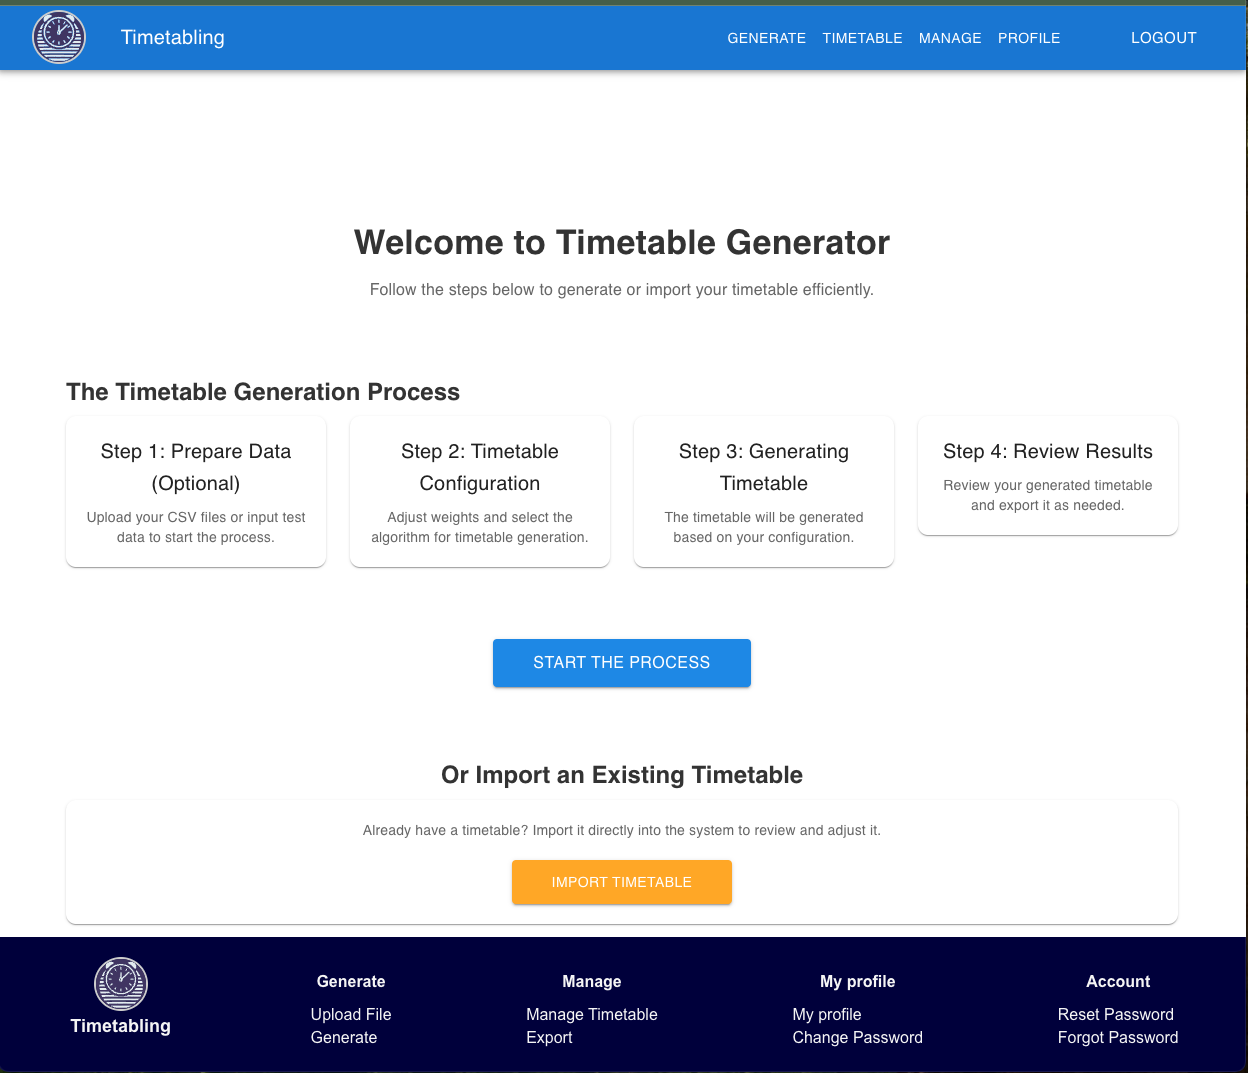 Timetabling
GENERATE TIMETABLE MANAGE PROFILE LOGOUT
Welcome to Timetable Generator
Follow the steps below to generate or import your timetable efficiently.
The Timetable Generation Process
Step 1: Prepare Data
(Optional)
Upload your CSV files or input test
data to start the process.
Step 2: Timetable
Configuration
Adjust weights and select the
algorithm for timetable generation.
Step 3: Generating
Timetable
The timetable will be generated
based on your configuration.
Step 4: Review Results
Review your generated timetable
and export it as needed.
START THE PROCESS
Or Import an Existing Timetable
Already have a timetable? Import it directly into the system to review and adjust it.
IMPORT TIMETABLE
Timetabling
Generate
Upload File
Generate
Manage
Manage Timetable
Export
My profile
My profile
Change Password
Account
Reset Password
Forgot Password